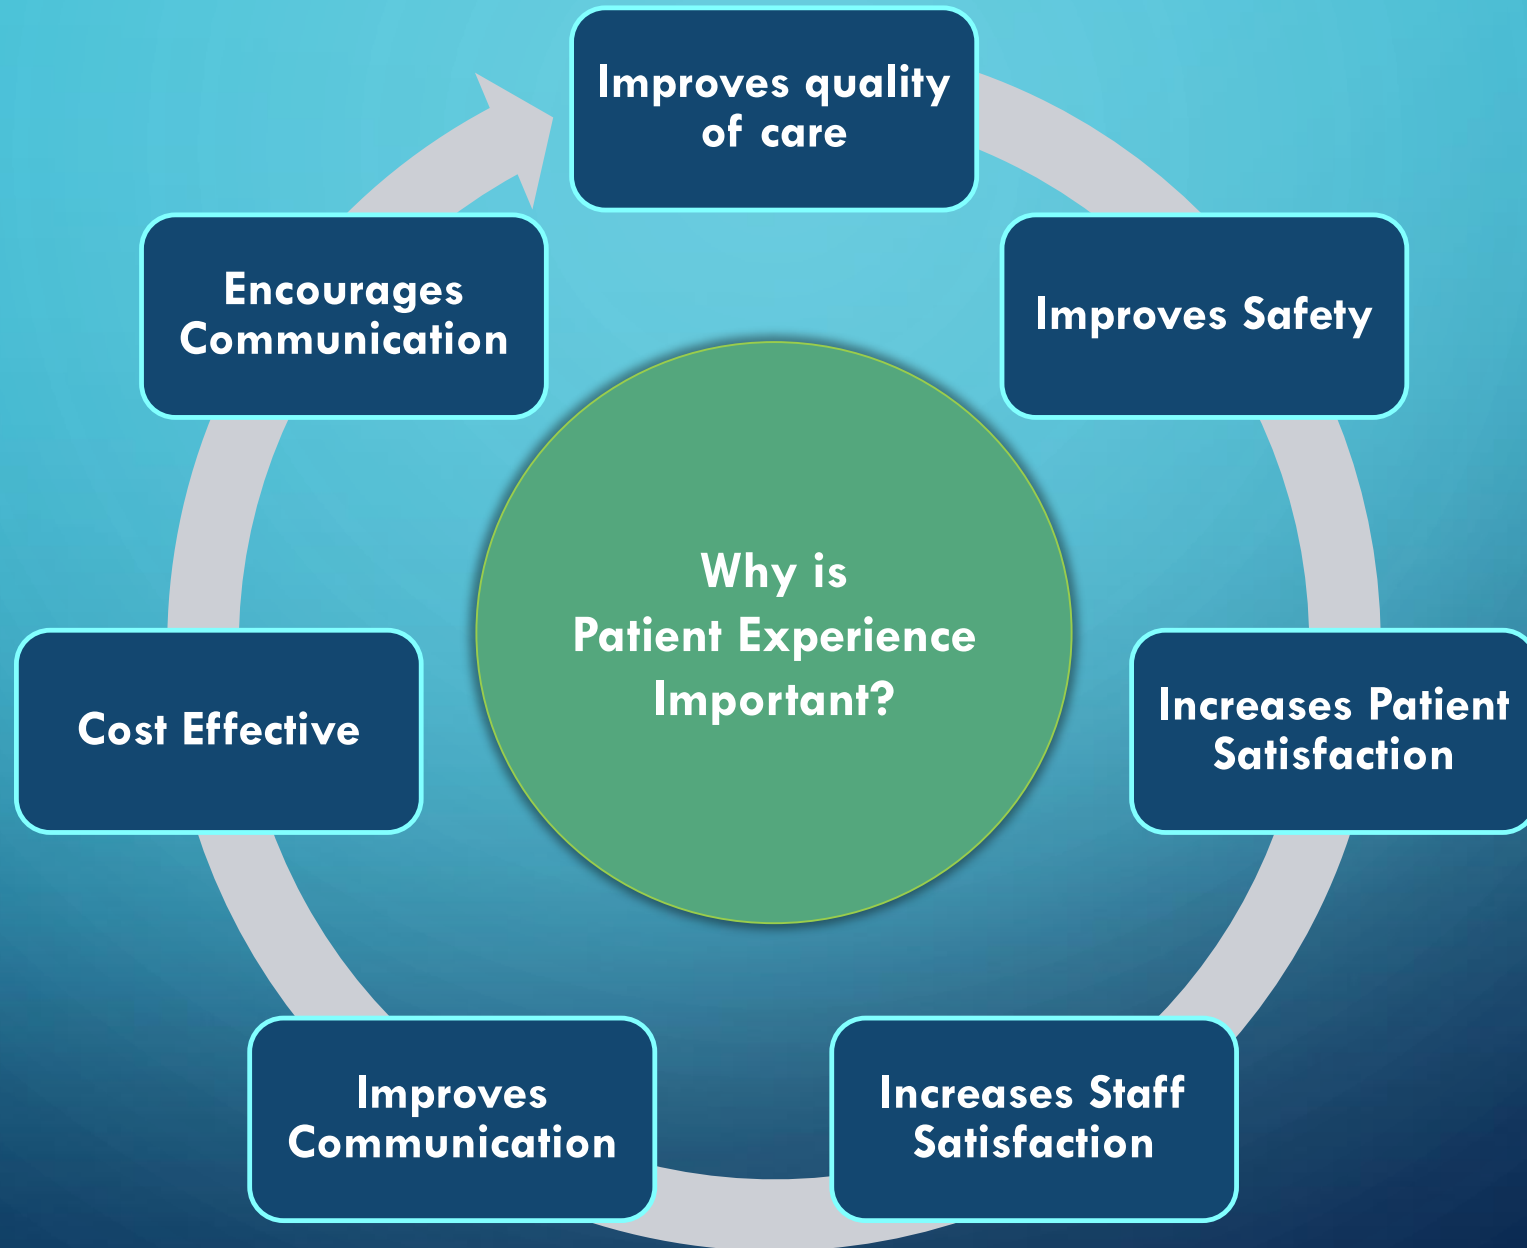 Improves quality
of care
Improves Safety
Increases Patient
Satisfaction
Increases Staff
Satisfaction
Improves
Communication
Cost Effective
Encourages
Communication
Why is
Patient Experience
Important?